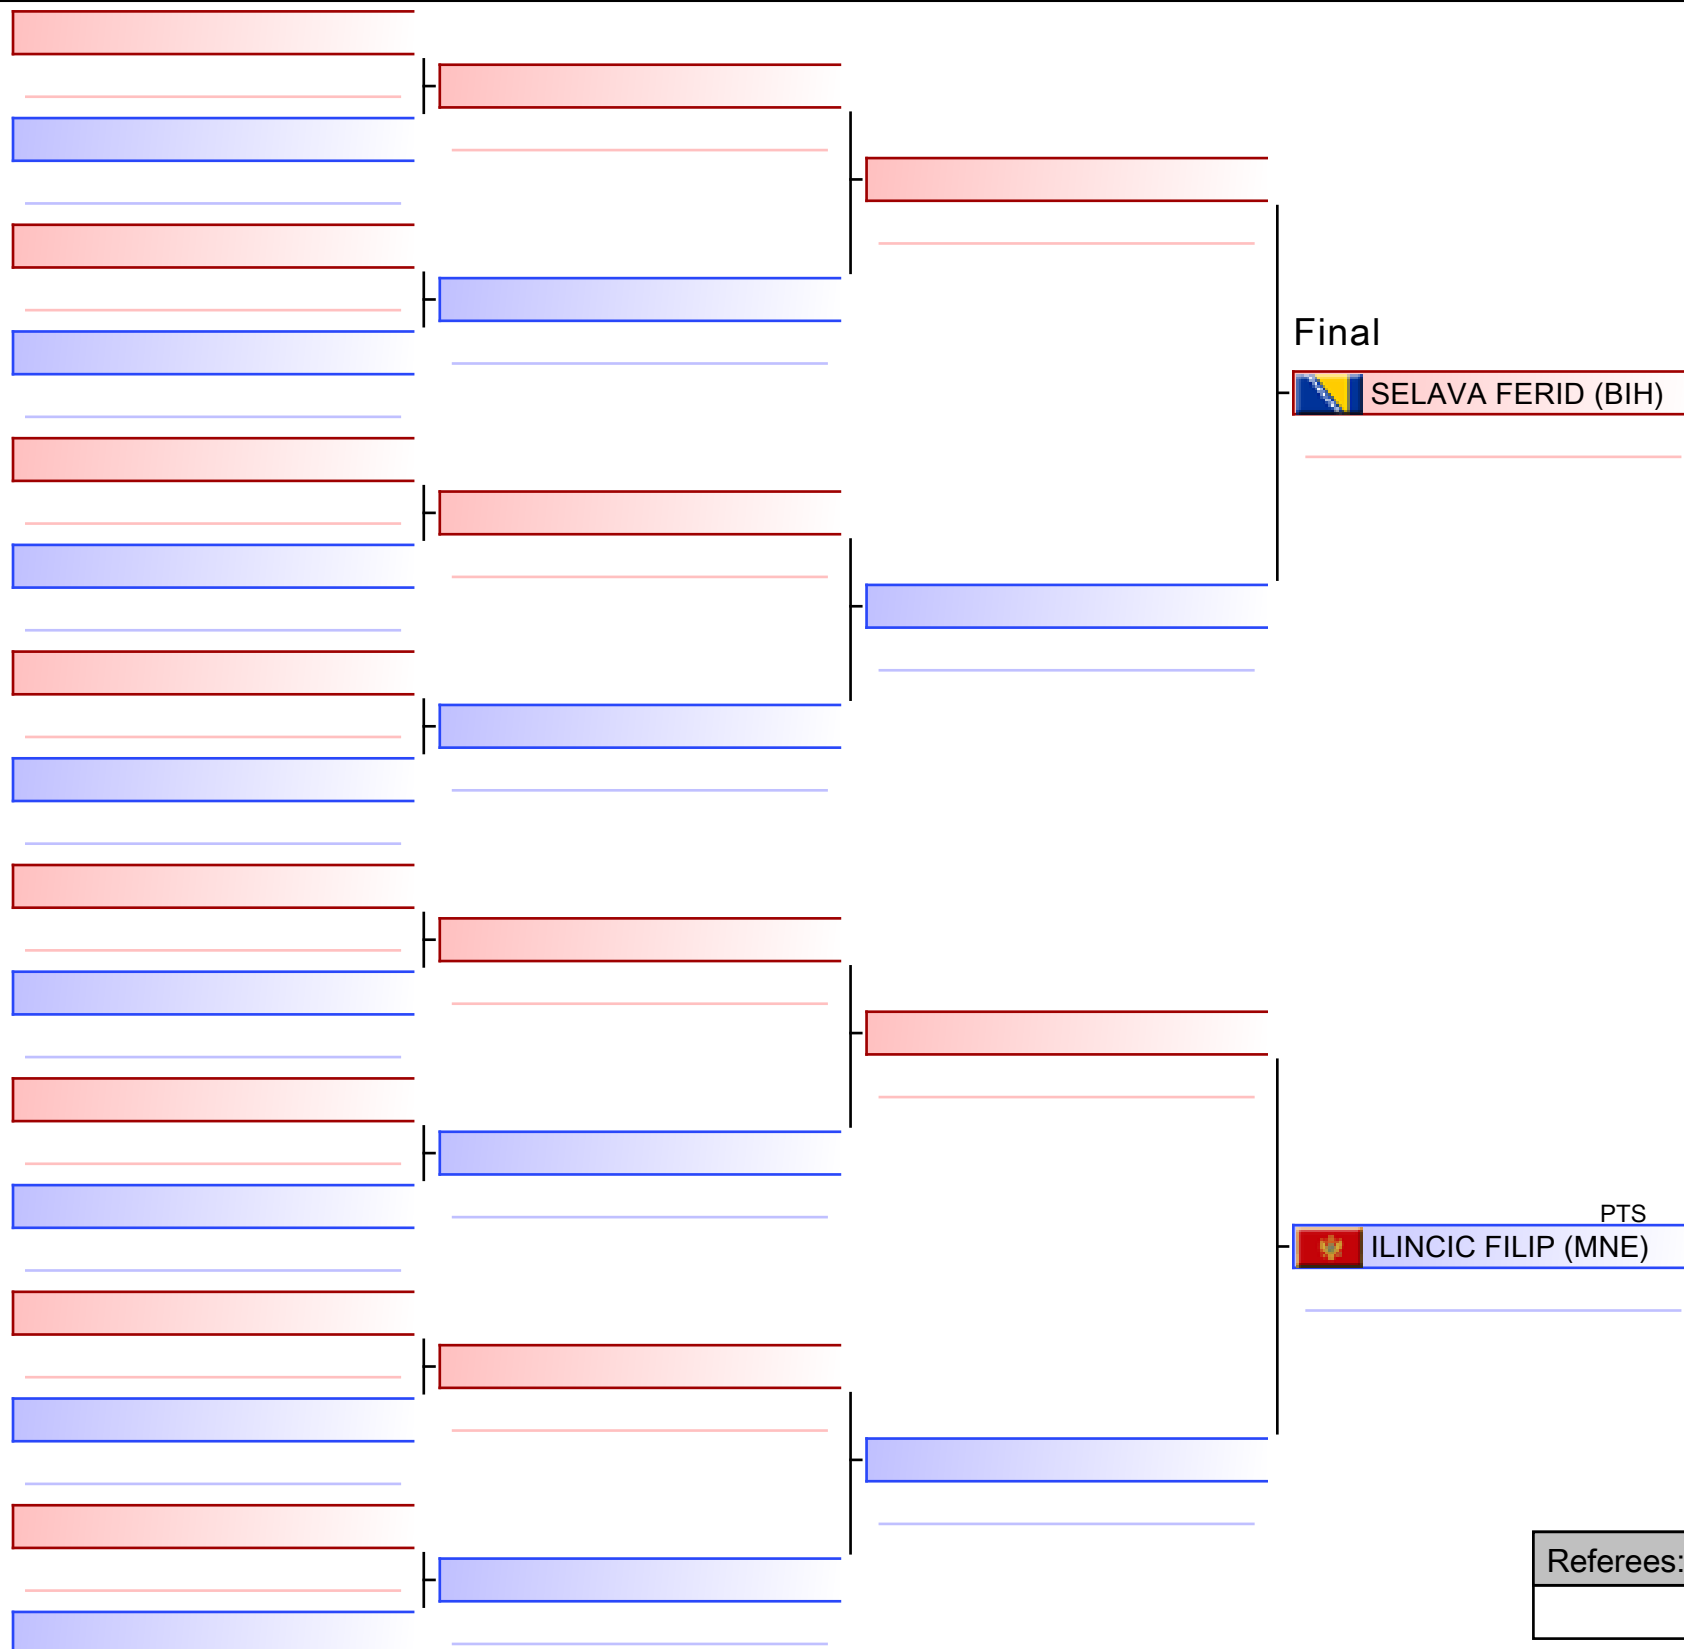 Final
SELAVA FERID (BIH)
PTS
ILINCIC FILIP (MNE)
Referees: